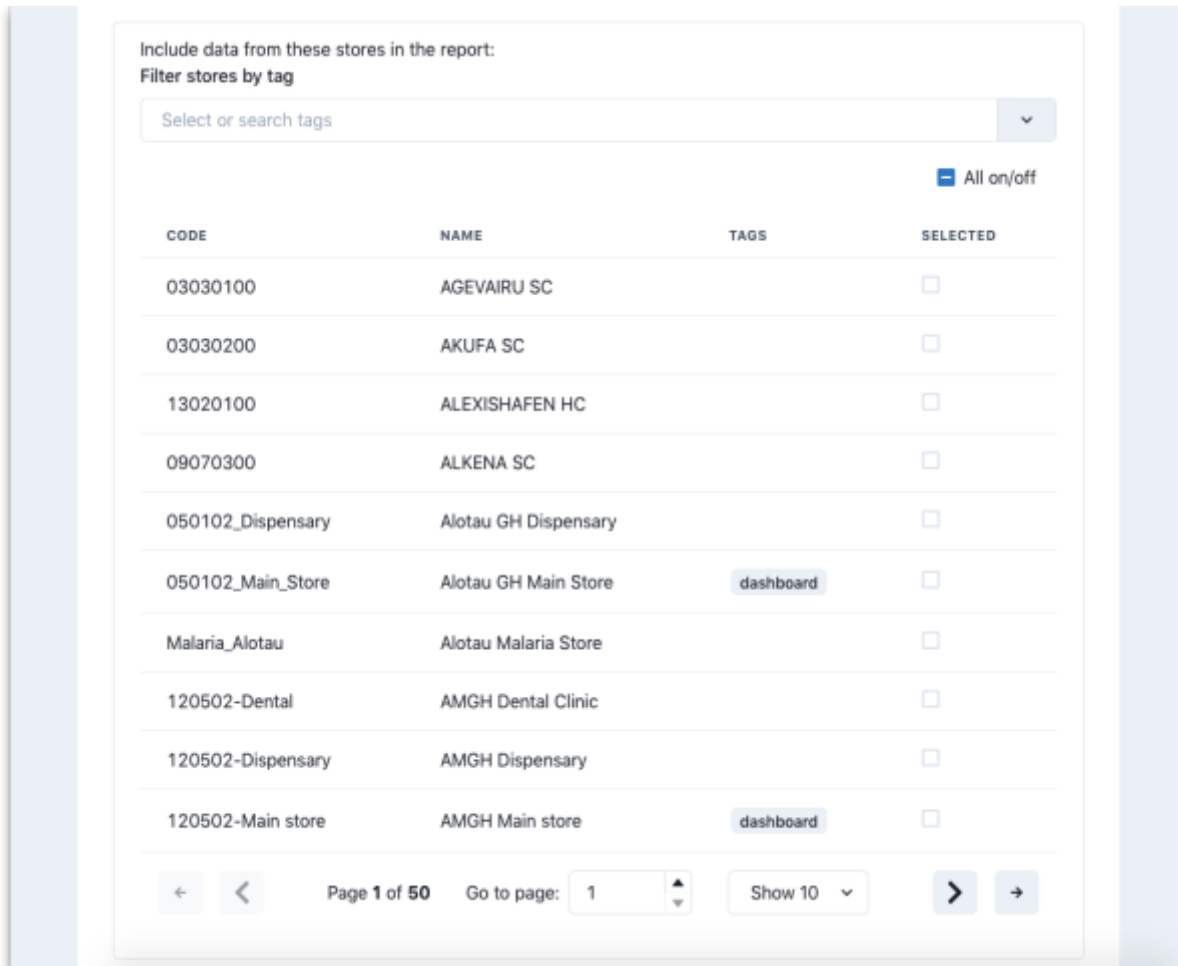 Include data from these stores in the report:
Filter stores by tag
Select or search tags
All on/off
CODE NAME TAGS SELECTED
03030100 AGEVAIRU SC
03030200 AKUFA SC
13020100 ALEXISHAFEN HC
09070300 ALKENA SC
050102_Dispensary Alotau GH Dispensary
050102_Main_Store Alotau GH Main Store dashboard
Malaria_Alotau Alotau Malaria Store
120502-Dental AMGH Dental Clinic
120502-Dispensary AMGH Dispensary
120502-Main store AMGH Main store dashboard
Page 1 of 50 Go to page: 1 Show 10